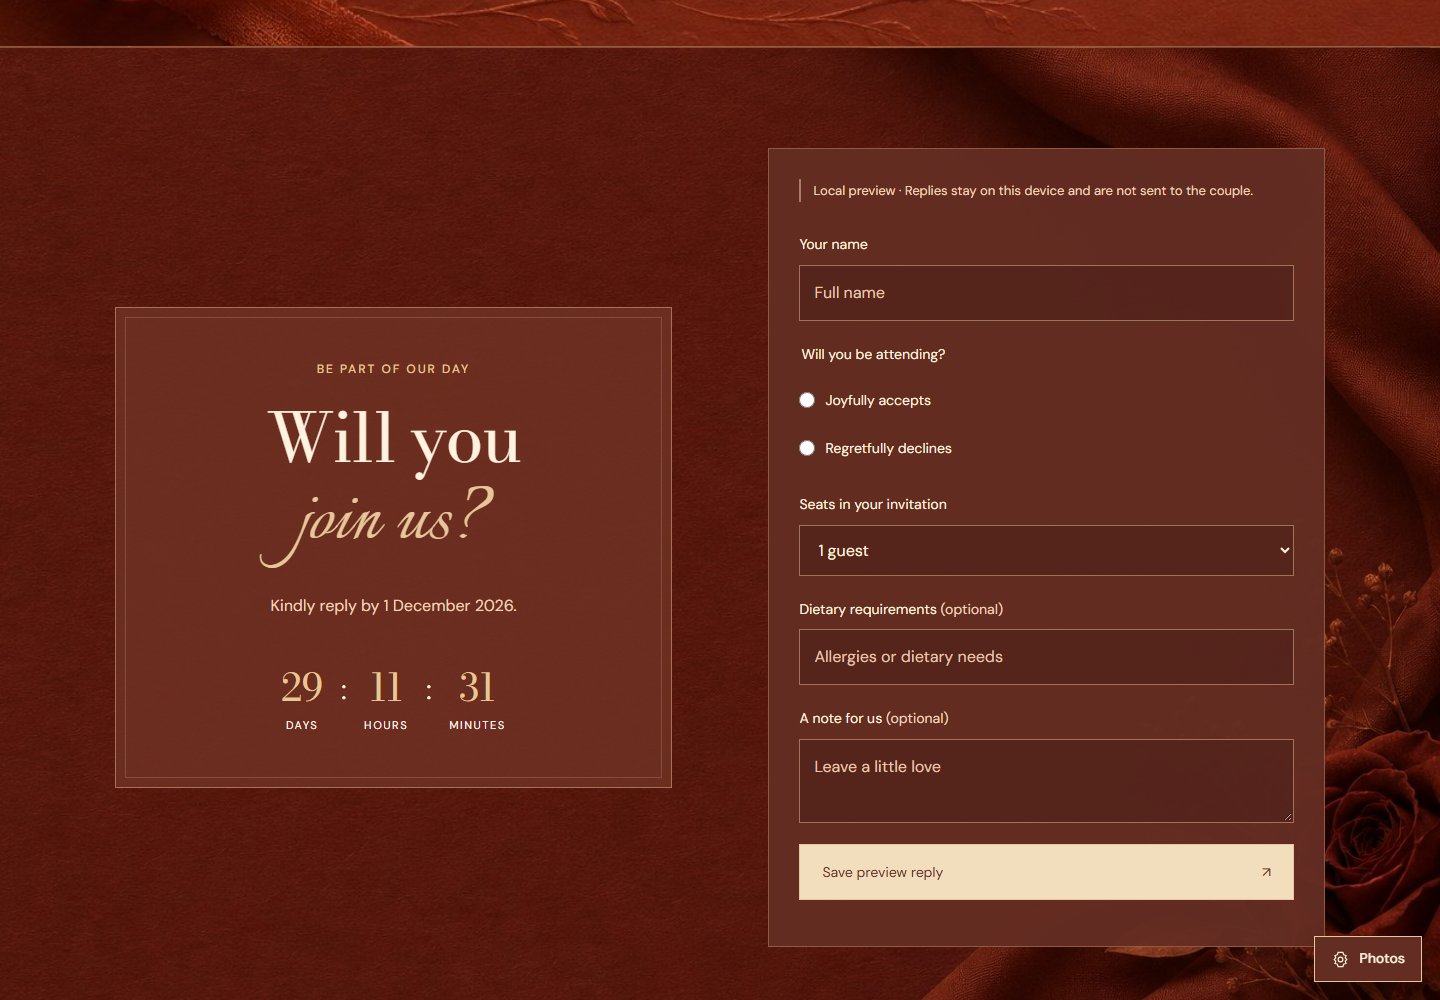 BE PART OF OUR DAY
Will you
join us?
Kindly reply by 1 December 2026.
29 : 11 : 31
DAYS HOURS MINUTES
Local preview · Replies stay on this device and are not sent to the couple.
Your name
Full name
Will you be attending?
Joyfully accepts
Regretfully declines
Seats in your invitation
1 guest
Dietary requirements (optional)
Allergies or dietary needs
A note for us (optional)
Leave a little love
Save preview reply
Photos